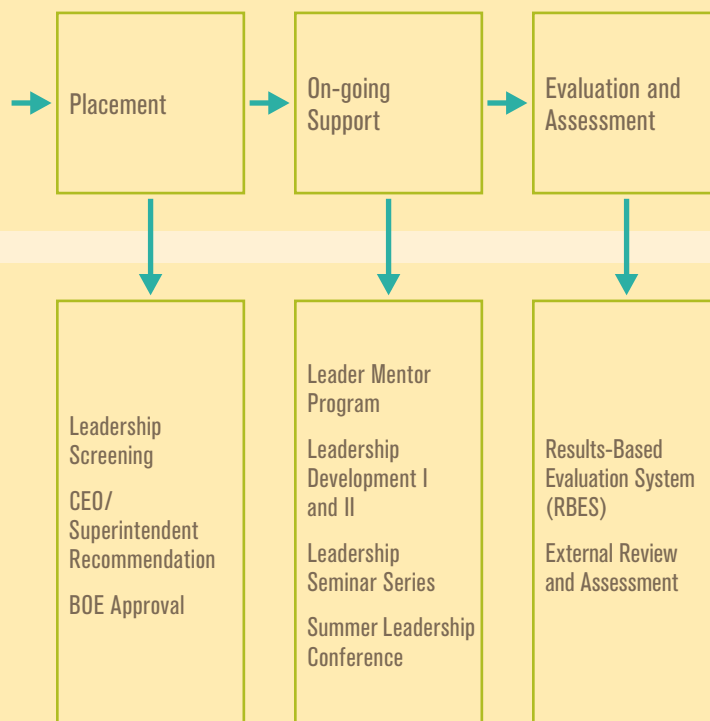 Placement
On-going
Support
Evaluation and
Assessment
Leadership
Screening
CEO/
Superintendent
Recommendation
BOE Approval
Leader Mentor
Program
Leadership
Development I
and II
Leadership
Seminar Series
Summer Leadership
Conference
Results-Based
Evaluation System
(RBES)
External Review
and Assessment